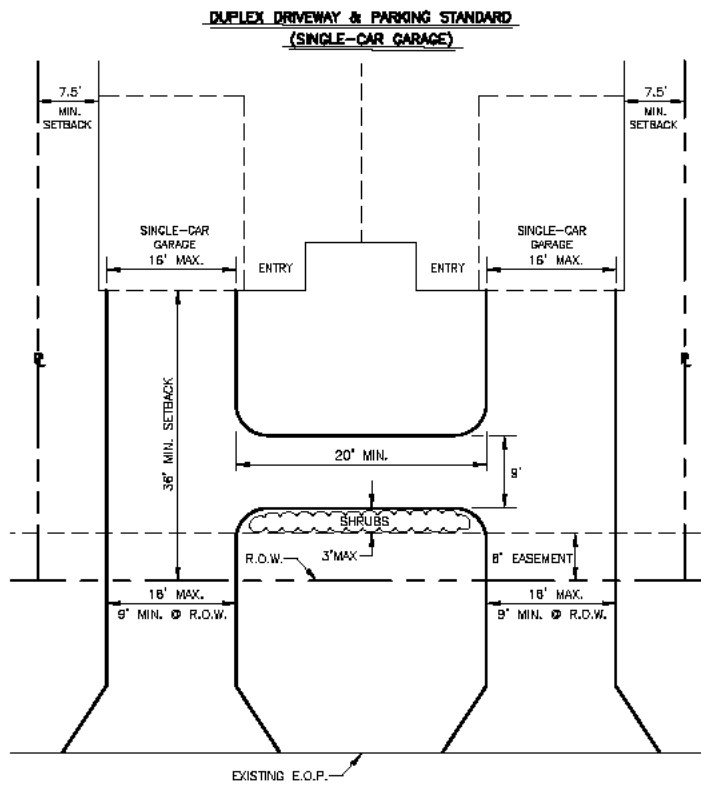 DUPLEX DRIVEWAY & PARKING STANDARD
(SINGLE-CAR GARAGE)
7.5'
MIN.
SETBACK
7.5'
MIN.
SETBACK
SINGLE-CAR
GARAGE
16' MAX.
SINGLE-CAR
GARAGE
16' MAX.
ENTRY
ENTRY
36' MIN. SETBACK
20' MIN.
9'
SHRUBS
3'MAX
R.O.W.
8' EASEMENT
16' MAX.
9' MIN. @ R.O.W.
16' MAX.
9' MIN. @ R.O.W.
EXISTING E.O.P.